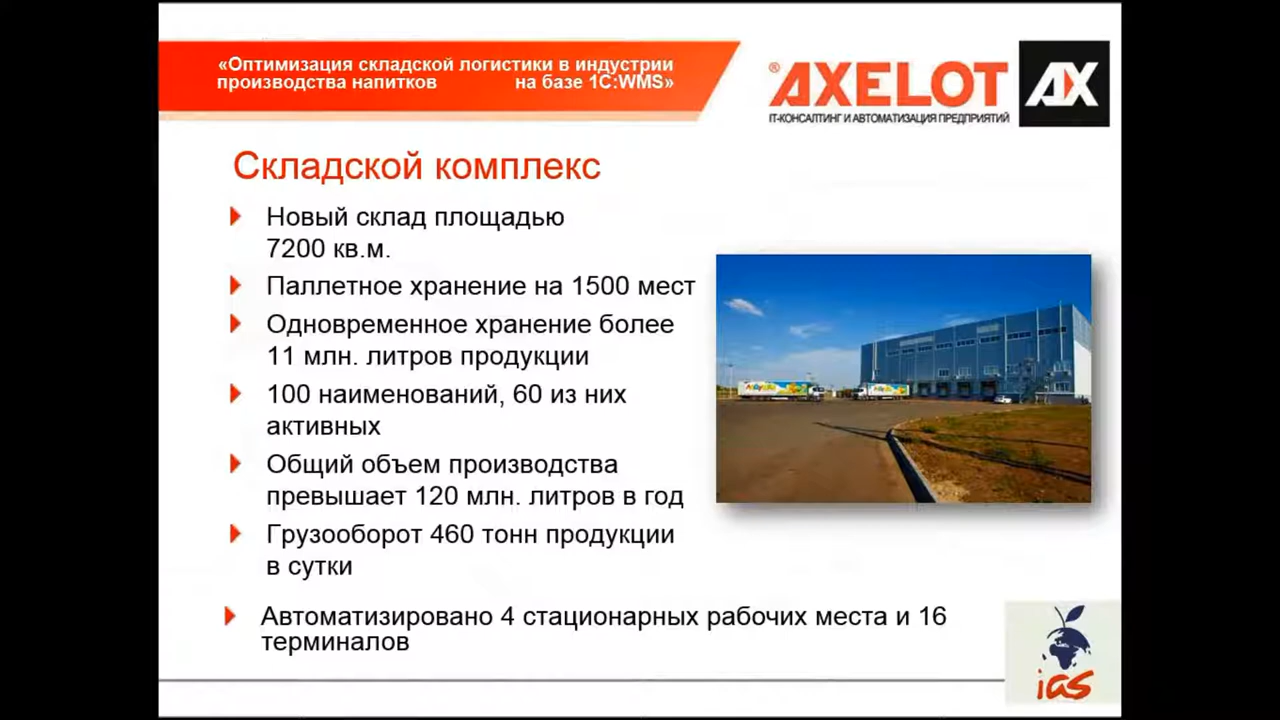 «Оптимизация складской логистики в индустрии
производства напитков на базе 1С:WMS»
® AXELOT AX
IT-КОНСАЛТИНГ И АВТОМАТИЗАЦИЯ ПРЕДПРИЯТИЙ
Складской комплекс
Новый склад площадью
7200 кв.м.
Паллетное хранение на 1500 мест
Одновременное хранение более
11 млн. литров продукции
100 наименований, 60 из них
активных
Общий объем производства
превышает 120 млн. литров в год
Грузооборот 460 тонн продукции
в сутки
Автоматизировано 4 стационарных рабочих места и 16
терминалов
ias